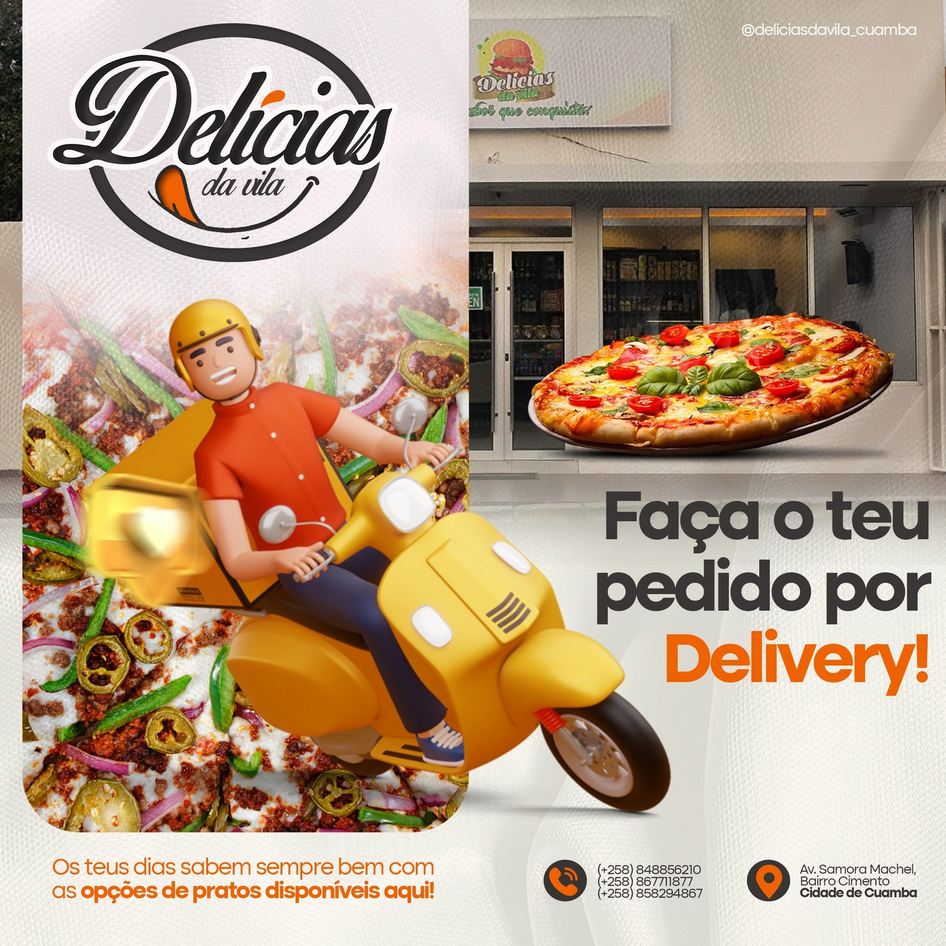 @deliciasdavila_cuamba
Delícias
da vila
Delícias
da vila
que conquista!
Faça o teu
pedido por
Delivery!
Os teus dias sabem sempre bem com
as opções de pratos disponíveis aqui!
(+258) 848856210
(+258) 867711877
(+258) 858294867
Av. Samora Machel,
Bairro Cimento
Cidade de Cuamba